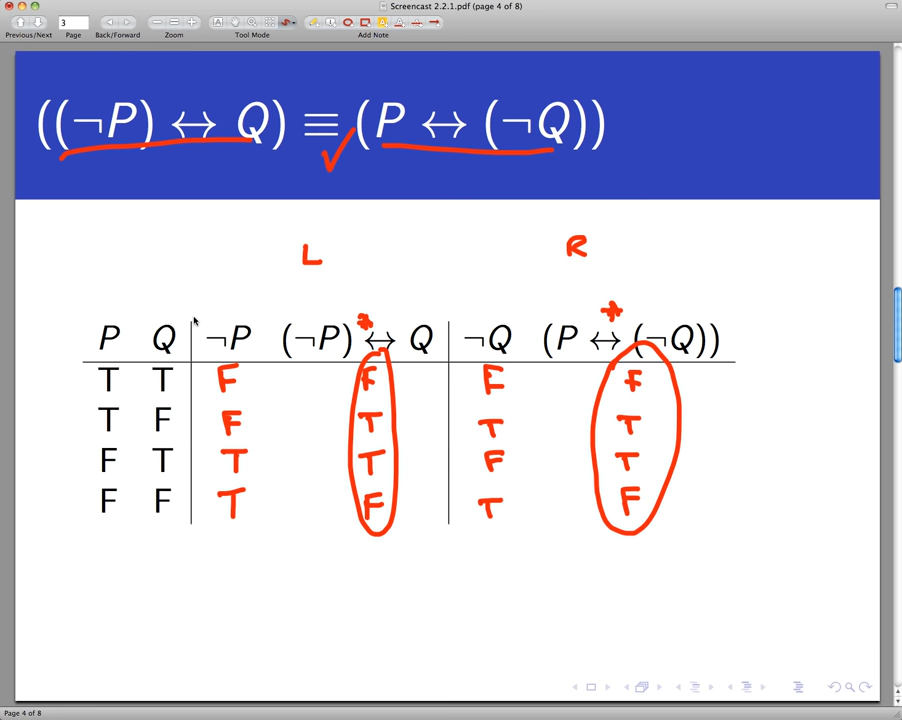 Screencast 2.2.1.pdf (page 4 of 8)
3
Previous/Next Page Back/Forward Zoom Tool Mode Add Note
((¬P) ↔ Q) ≡ (P ↔ (¬Q))
✓
L R
* *
P Q ¬P (¬P) ↔ Q ¬Q (P ↔ (¬Q))
T T F F F F
T F F T T T
F T T T F T
F F T F T F
Page 4 of 8